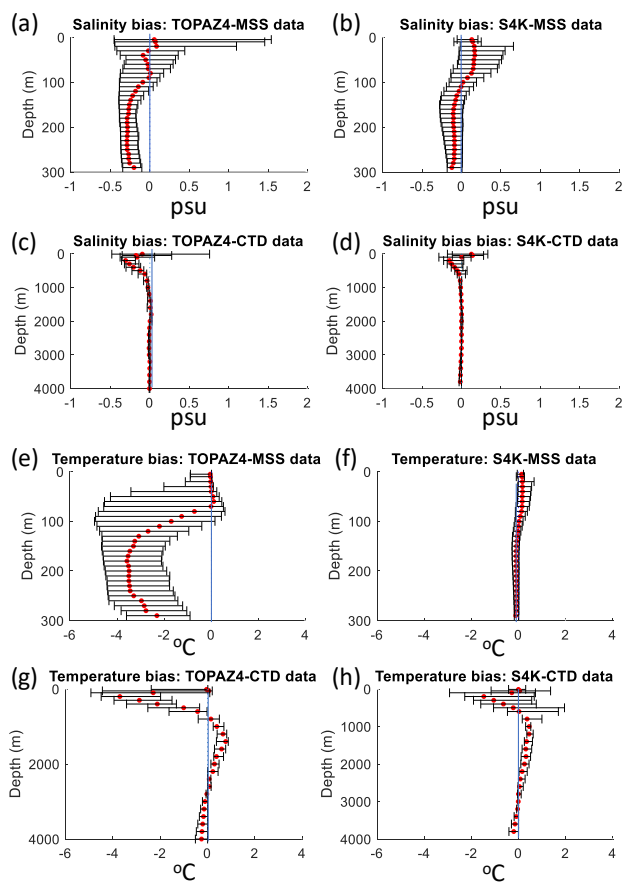 (a) Salinity bias: TOPAZ4-MSS data
0
100
200
300
Depth (m)
-1 -0.5 0 0.5 1 1.5 2
psu
(b) Salinity bias: S4K-MSS data
0
100
200
300
Depth (m)
-1 -0.5 0 0.5 1 1.5 2
psu
(c) Salinity bias: TOPAZ4-CTD data
0
1000
2000
3000
4000
Depth (m)
-1 -0.5 0 0.5 1 1.5 2
psu
(d) Salinity bias bias: S4K-CTD data
0
1000
2000
3000
4000
Depth (m)
-1 -0.5 0 0.5 1 1.5 2
psu
(e) Temperature bias: TOPAZ4-MSS data
0
100
200
300
Depth (m)
-6 -4 -2 0 2 4
ºC
(f) Temperature: S4K-MSS data
0
100
200
300
Depth (m)
-6 -4 -2 0 2 4
ºC
(g) Temperature bias: TOPAZ4-CTD data
0
1000
2000
3000
4000
Depth (m)
-6 -4 -2 0 2 4
ºC
(h) Temperature bias: S4K-CTD data
0
1000
2000
3000
4000
Depth (m)
-6 -4 -2 0 2 4
ºC